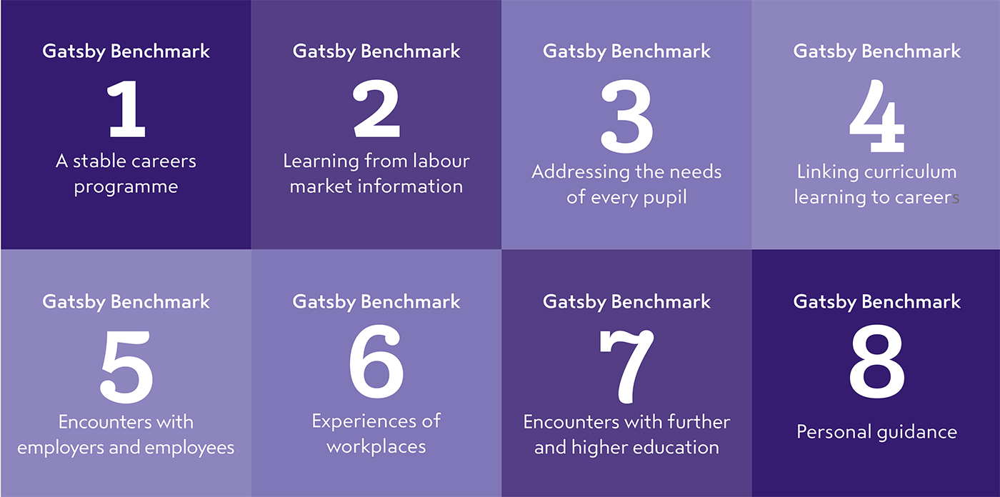 Gatsby Benchmark
1
A stable careers
programme
Gatsby Benchmark
2
Learning from labour
market information
Gatsby Benchmark
3
Addressing the needs
of every pupil
Gatsby Benchmark
4
Linking curriculum
learning to careers
Gatsby Benchmark
5
Encounters with
employers and employees
Gatsby Benchmark
6
Experiences of
workplaces
Gatsby Benchmark
7
Encounters with further
and higher education
Gatsby Benchmark
8
Personal guidance